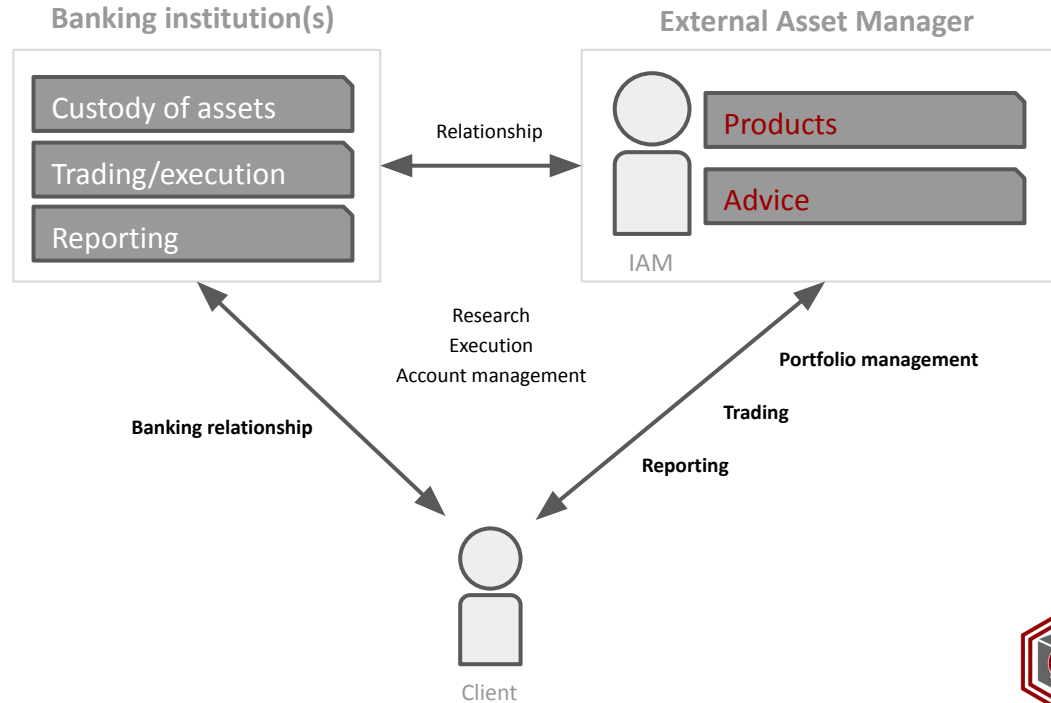 Banking institution(s)
External Asset Manager
Custody of assets
Trading/execution
Reporting
Relationship
Products
Advice
IAM
Research
Execution
Account management
Portfolio management
Trading
Reporting
Banking relationship
Client